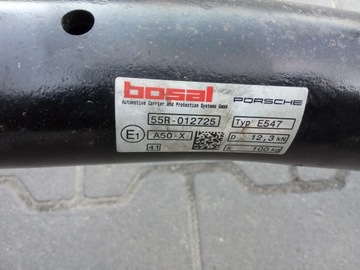 bosal PORSCHE
Automotive Carrier and Protection Systems GmbH
55R-012725 Typ E547
E1 A50-X D 12,3 kN
41 S 100 kg